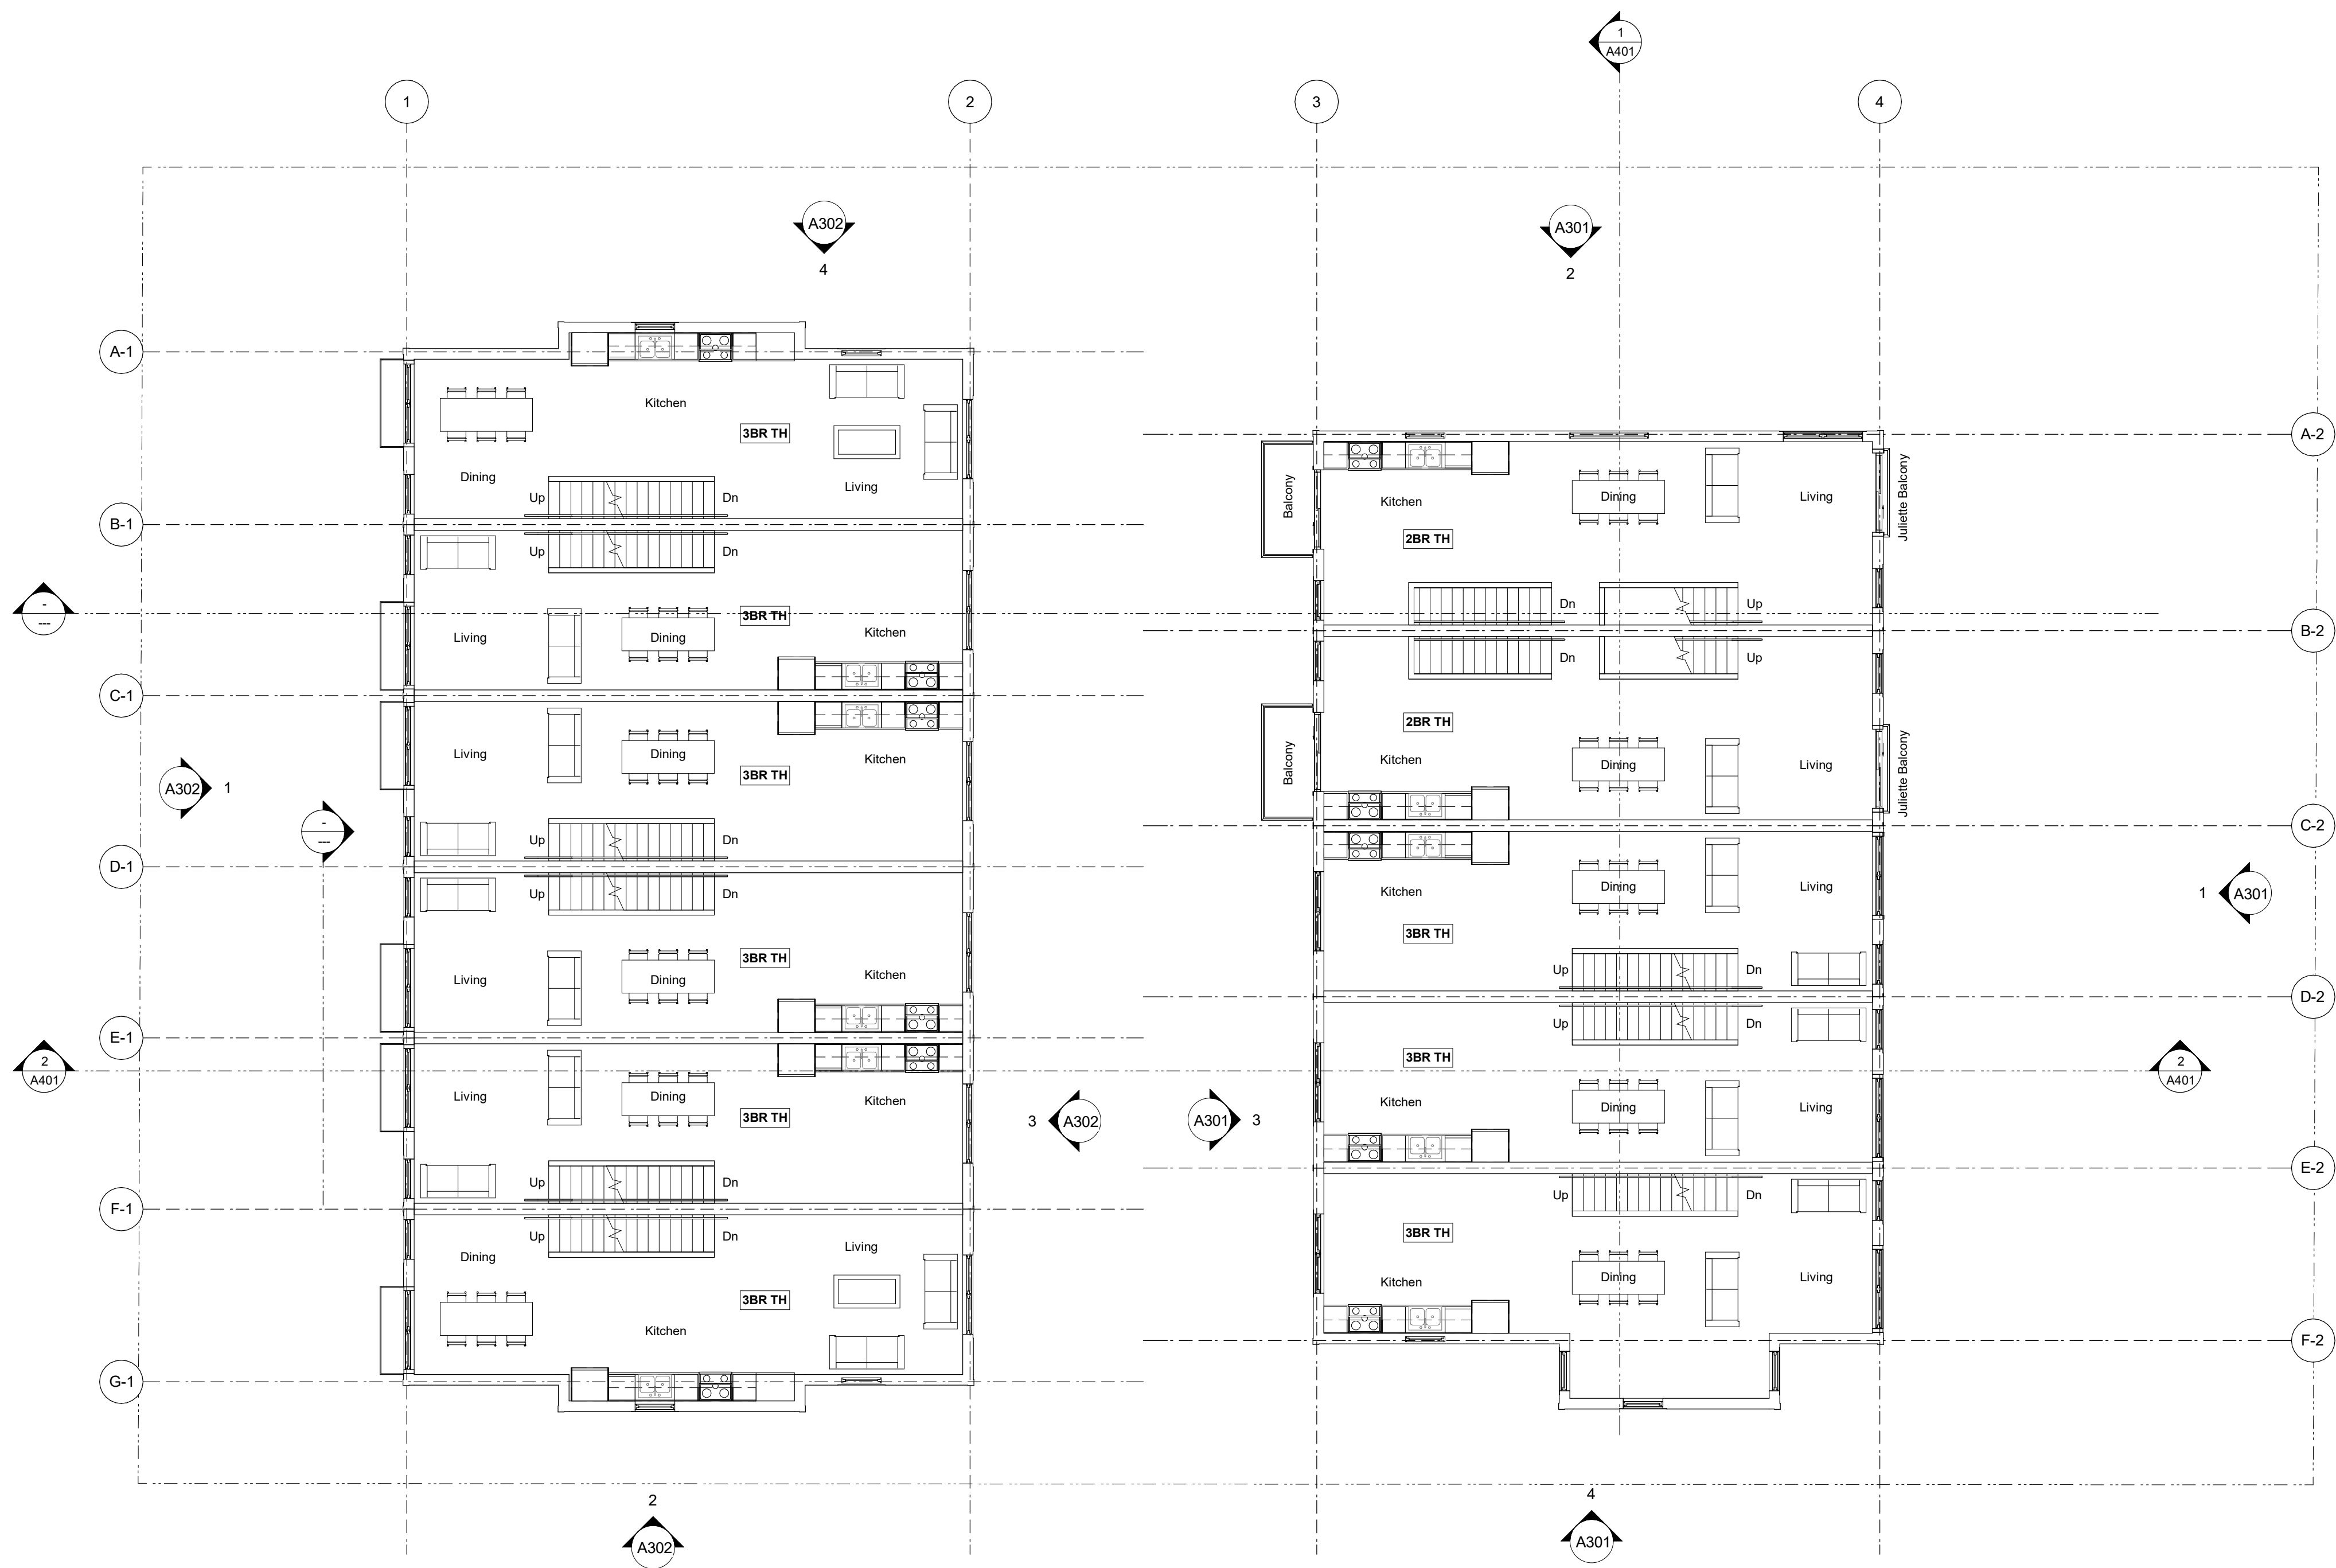 1
A401
1
2
3
4
A302
4
A301
2
A-1
Kitchen
3BR TH
Dining
Living
Up
Dn
A-2
Balcony
Kitchen
Dining
Living
Juliette Balcony
2BR TH
B-1
Up
Dn
3BR TH
Living
Dining
Kitchen
-
---
Dn
Up
B-2
Dn
Up
C-1
Living
Dining
Kitchen
3BR TH
Up
Dn
2BR TH
Balcony
Kitchen
Dining
Living
Juliette Balcony
A302
1
-
---
C-2
D-1
Up
Dn
3BR TH
Living
Dining
Kitchen
Kitchen
Dining
Living
3BR TH
Up
Dn
1
A301
D-2
E-1
2
A401
Living
Dining
Kitchen
3BR TH
Up
Dn
3
A302
A301
3
Up
Dn
3BR TH
Kitchen
Dining
Living
2
A401
E-2
F-1
Up
Dn
Dining
Living
3BR TH
Kitchen
Up
Dn
3BR TH
Kitchen
Dining
Living
F-2
G-1
2
A302
4
A301